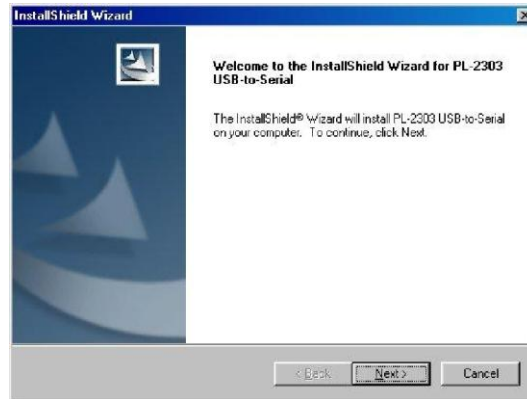 InstallShield Wizard
Welcome to the InstallShield Wizard for PL-2303
USB-to-Serial
The InstallShield® Wizard will install PL-2303 USB-to-Serial
on your computer. To continue, click Next.
< Back
Next >
Cancel